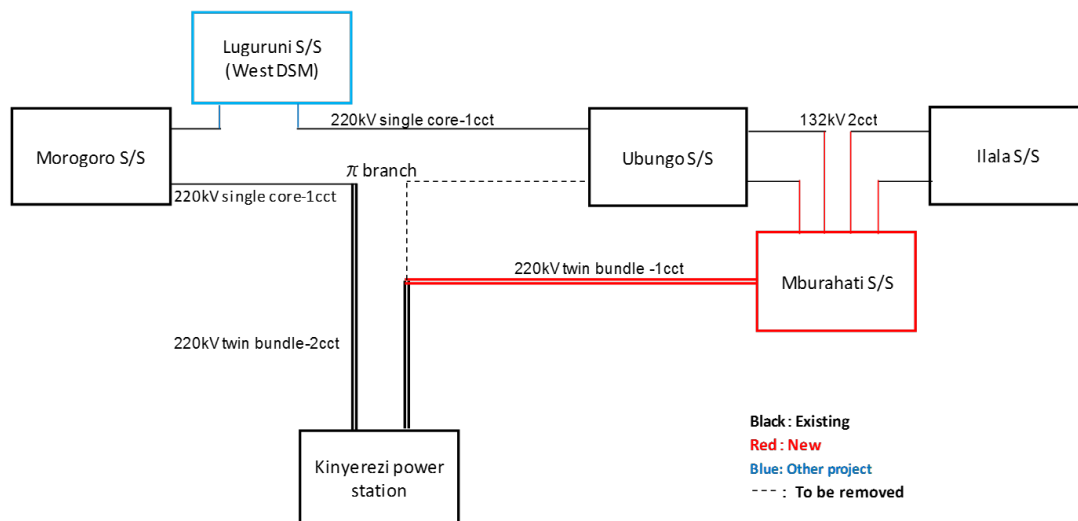 Luguruni S/S
(West DSM)
Morogoro S/S
220kV single core-1cct
Ubungo S/S
132kV 2cct
Ilala S/S
π branch
220kV single core-1cct
220kV twin bundle -1cct
Mburahati S/S
220kV twin bundle-2cct
Kinyerezi power
station
Black : Existing
Red : New
Blue: Other project
---- : To be removed